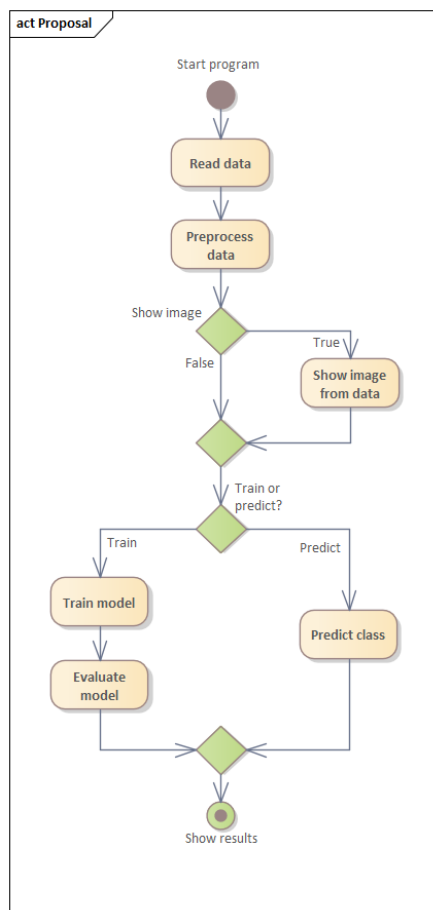 act Proposal
Start program
Read data
Preprocess
data
Show image
True
False
Show image
from data
Train or
predict?
Train
Predict
Train model
Predict class
Evaluate
model
Show results